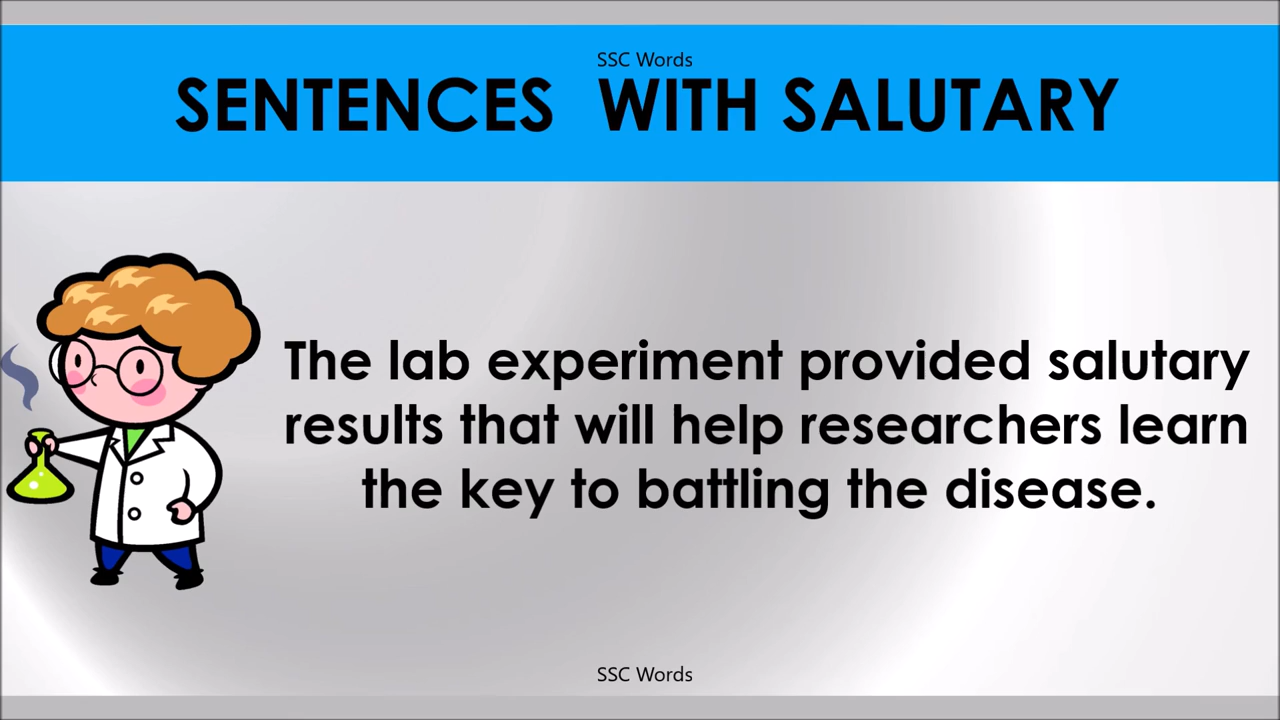 SSC Words
SENTENCES WITH SALUTARY
The lab experiment provided salutary
results that will help researchers learn
the key to battling the disease.
SSC Words